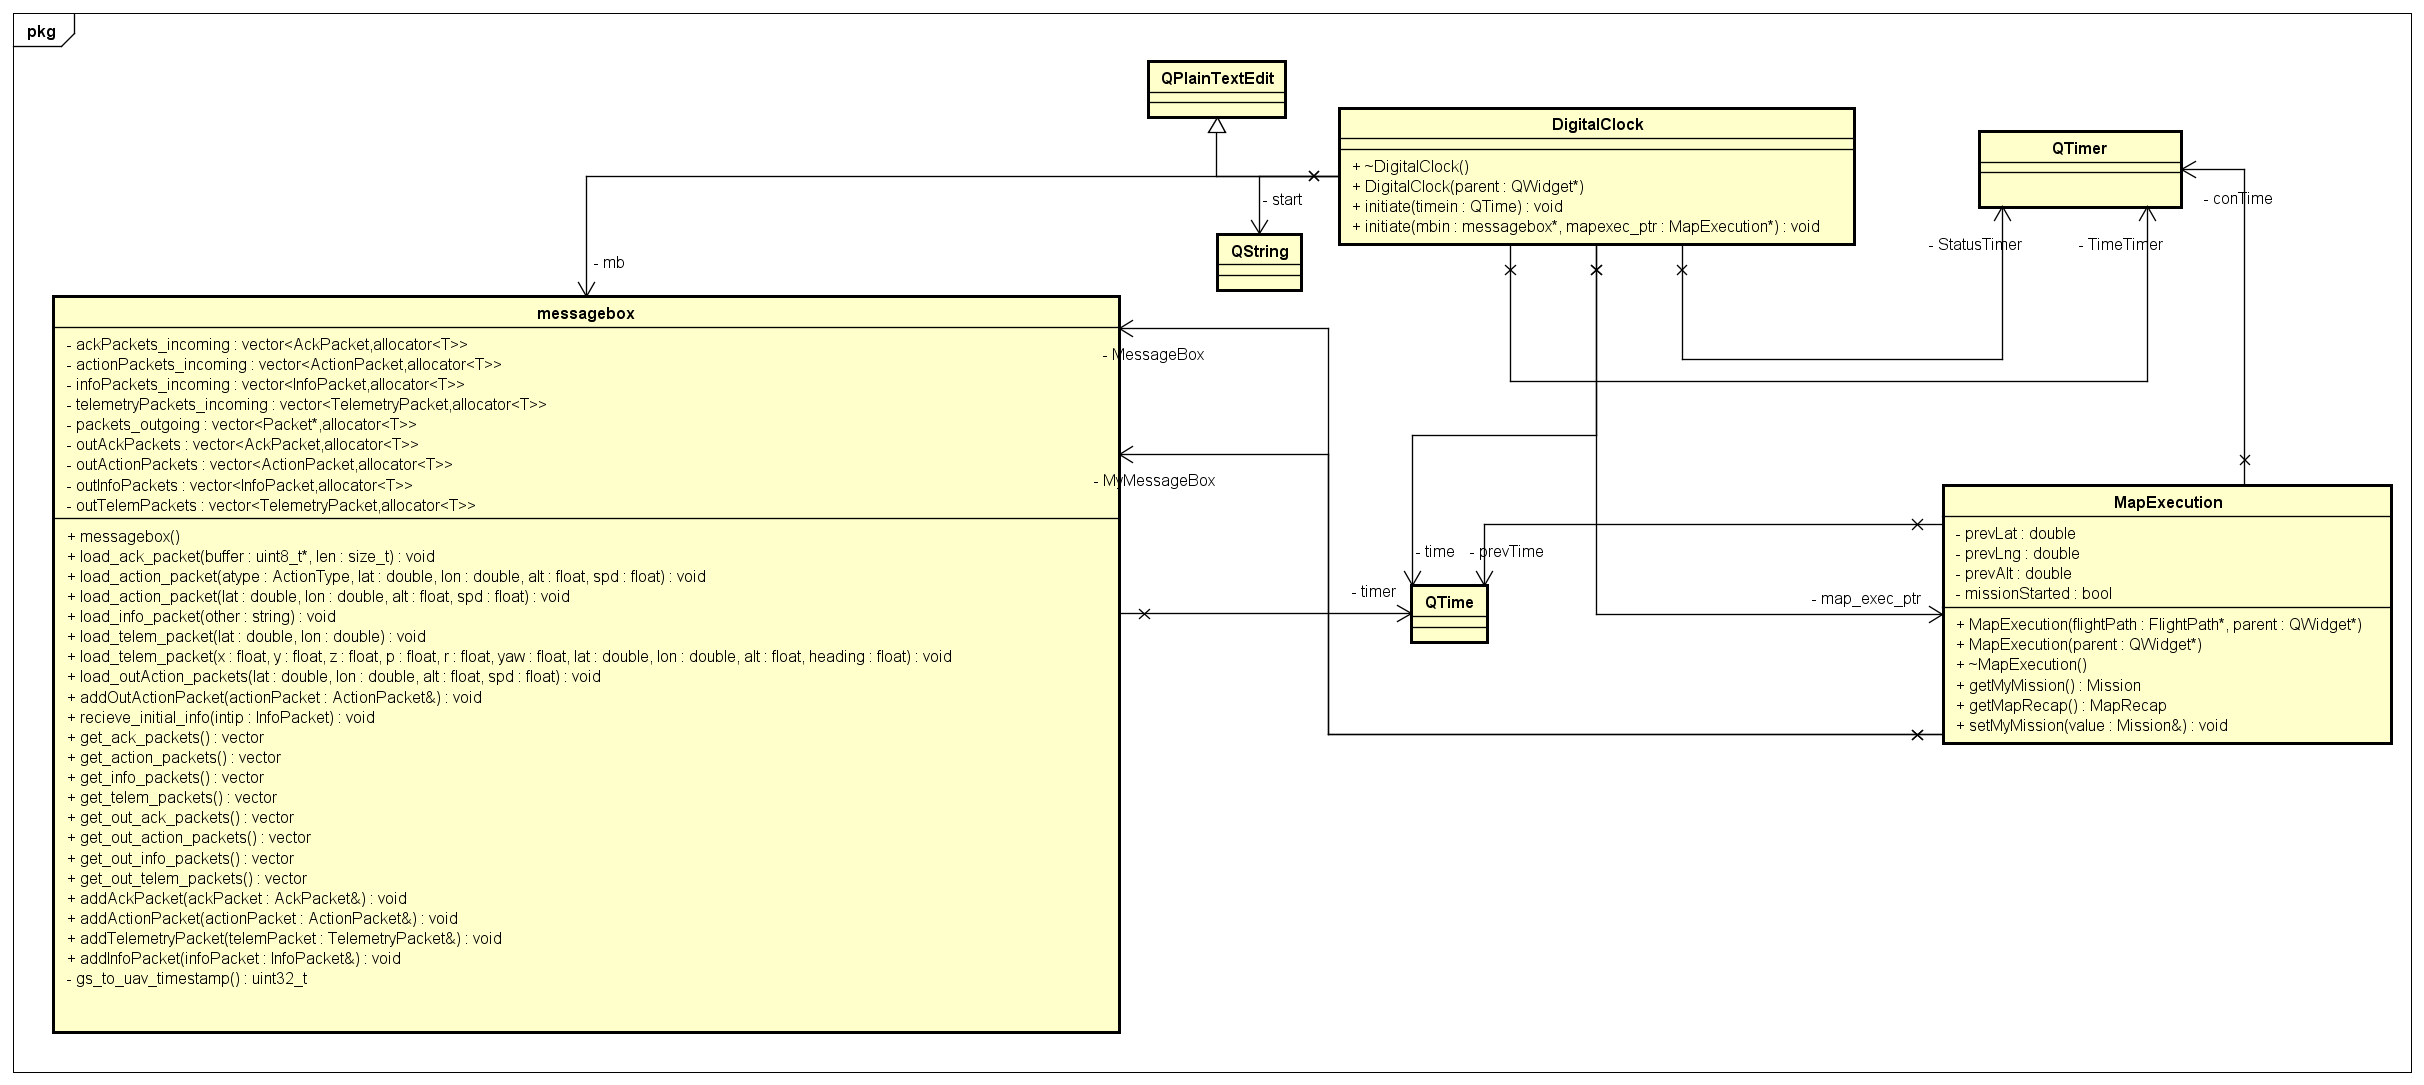 pkg
QPlainTextEdit
DigitalClock
+ ~DigitalClock()
+ DigitalClock(parent : QWidget*)
+ initiate(timein : QTime) : void
+ initiate(mbin : messagebox*, mapexec_ptr : MapExecution*) : void
QTimer
- conTime
- start
- StatusTimer
- TimeTimer
QString
- mb
messagebox
- ackPackets_incoming : vector<AckPacket,allocator<T>>
- actionPackets_incoming : vector<ActionPacket,allocator<T>>
- infoPackets_incoming : vector<InfoPacket,allocator<T>>
- telemetryPackets_incoming : vector<TelemetryPacket,allocator<T>>
- packets_outgoing : vector<Packet*,allocator<T>>
- outAckPackets : vector<AckPacket,allocator<T>>
- outActionPackets : vector<ActionPacket,allocator<T>>
- outInfoPackets : vector<InfoPacket,allocator<T>>
- outTelemPackets : vector<TelemetryPacket,allocator<T>>
+ messagebox()
+ load_ack_packet(buffer : uint8_t*, len : size_t) : void
+ load_action_packet(atype : ActionType, lat : double, lon : double, alt : float, spd : float) : void
+ load_action_packet(lat : double, lon : double, alt : float, spd : float) : void
+ load_info_packet(other : string) : void
+ load_telem_packet(lat : double, lon : double) : void
+ load_telem_packet(x : float, y : float, z : float, p : float, r : float, yaw : float, lat : double, lon : double, alt : float, heading : float) : void
+ load_outAction_packets(lat : double, lon : double, alt : float, spd : float) : void
+ addOutActionPacket(actionPacket : ActionPacket&) : void
+ recieve_initial_info(intip : InfoPacket) : void
+ get_ack_packets() : vector
+ get_action_packets() : vector
+ get_info_packets() : vector
+ get_telem_packets() : vector
+ get_out_ack_packets() : vector
+ get_out_action_packets() : vector
+ get_out_info_packets() : vector
+ get_out_telem_packets() : vector
+ addAckPacket(ackPacket : AckPacket&) : void
+ addActionPacket(actionPacket : ActionPacket&) : void
+ addTelemetryPacket(telemPacket : TelemetryPacket&) : void
+ addInfoPacket(infoPacket : InfoPacket&) : void
- gs_to_uav_timestamp() : uint32_t
- MessageBox
- MyMessageBox
- time
- prevTime
- timer
QTime
- map_exec_ptr
MapExecution
- prevLat : double
- prevLng : double
- prevAlt : double
- missionStarted : bool
+ MapExecution(flightPath : FlightPath*, parent : QWidget*)
+ MapExecution(parent : QWidget*)
+ ~MapExecution()
+ getMyMission() : Mission
+ getMapRecap() : MapRecap
+ setMyMission(value : Mission&) : void